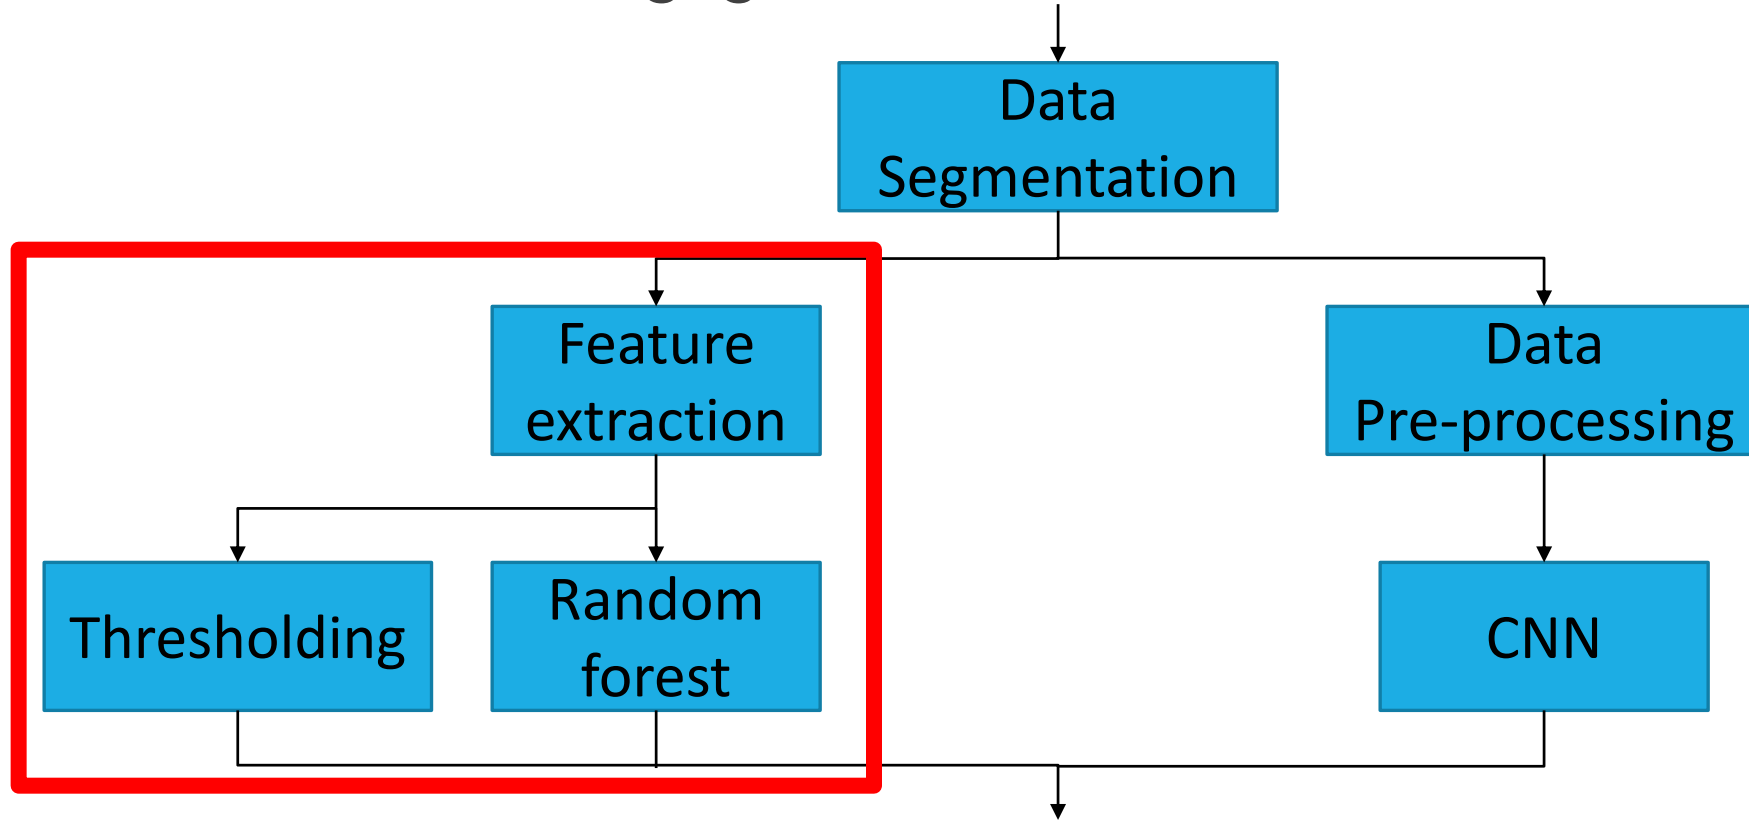 Data
Segmentation
Feature
extraction
Data
Pre-processing
Thresholding
Random
forest
CNN